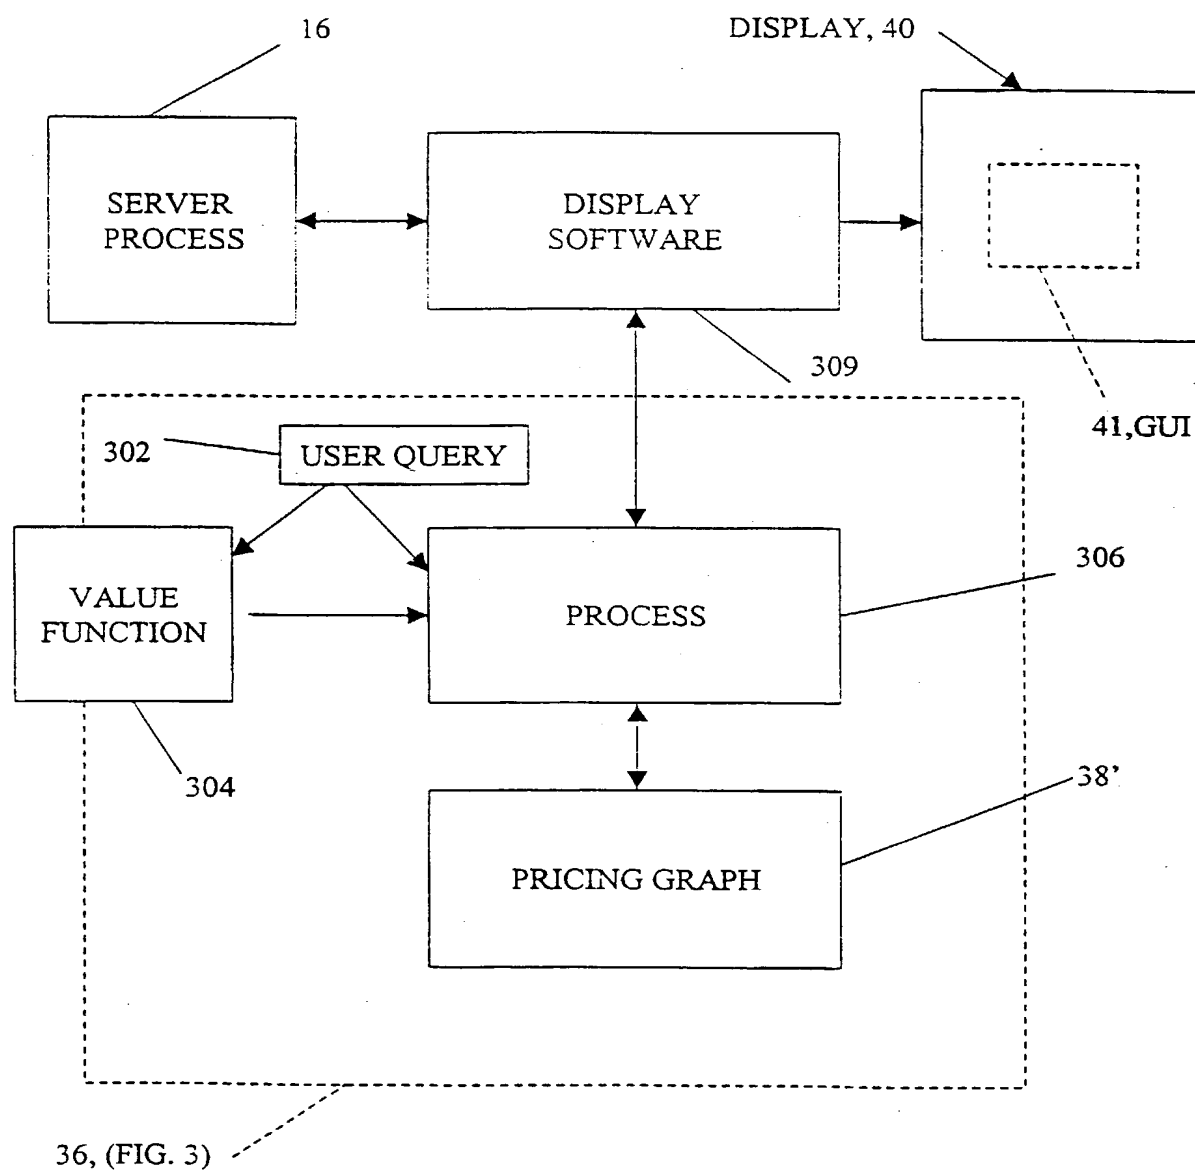 16
DISPLAY, 40
SERVER
PROCESS
DISPLAY
SOFTWARE
309
41,GUI
302
USER QUERY
VALUE
FUNCTION
PROCESS
306
304
38'
PRICING GRAPH
36, (FIG. 3)